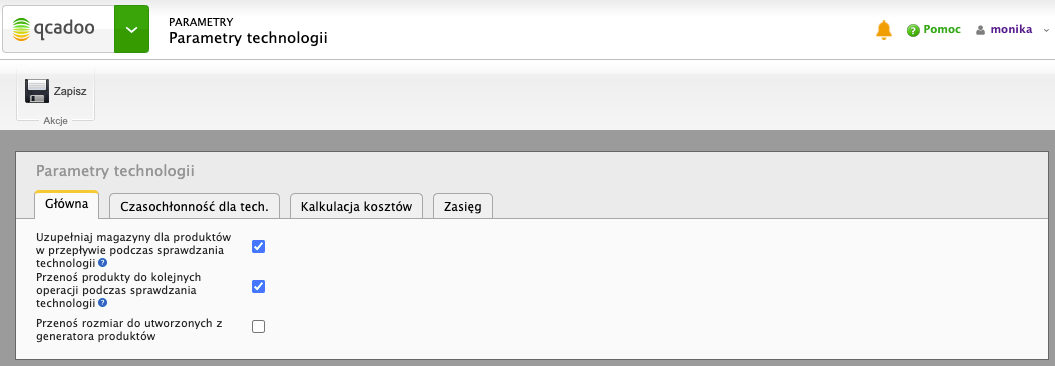 qcadoo
PARAMETRY
Parametry technologii
Pomoc
monika
Zapisz
Akcje
Parametry technologii
Główna
Czasochłonność dla tech.
Kalkulacja kosztów
Zasięg
Uzupełniaj magazyny dla produktów
w przepływie podczas sprawdzania
technologii
Przenoś produkty do kolejnych
operacji podczas sprawdzania
technologii
Przenoś rozmiar do utworzonych z
generatora produktów